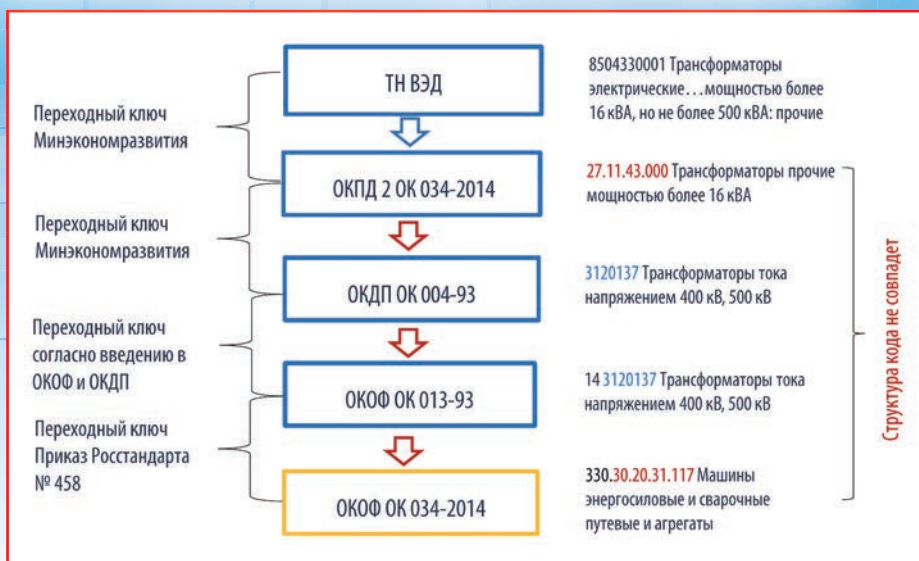 Переходный ключ
Минэкономразвития
Переходный ключ
Минэкономразвития
Переходный ключ
согласно введению в
ОКОФ и ОКДП
Переходный ключ
Приказ Росстандарта
№ 458
ТН ВЭД
ОКПД 2 ОК 034-2014
ОКДП ОК 004-93
ОКОФ ОК 013-93
ОКОФ ОК 034-2014
8504330001 Трансформаторы
электрические…мощностью более
16 кВА, но не более 500 кВА: прочие
27.11.43.000 Трансформаторы прочие
мощностью более 16 кВА
3120137 Трансформаторы тока
напряжением 400 кВ, 500 кВ
14 3120137 Трансформаторы тока
напряжением 400 кВ, 500 кВ
330.30.20.31.117 Машины
энергосиловые и сварочные
путевые и агрегаты
Структура кода не совпадет